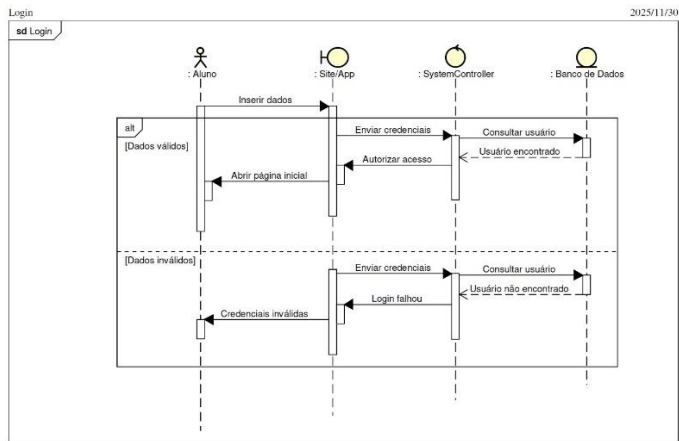 Login 2025/11/30
sd Login
: Aluno : Site/App : SystemController : Banco de Dados
Inserir dados
alt
Enviar credenciais
Consultar usuário
[Dados válidos]
Usuário encontrado
Autorizar acesso
Abrir página inicial
[Dados inválidos]
Enviar credenciais
Consultar usuário
Usuário não encontrado
Login falhou
Credenciais inválidas